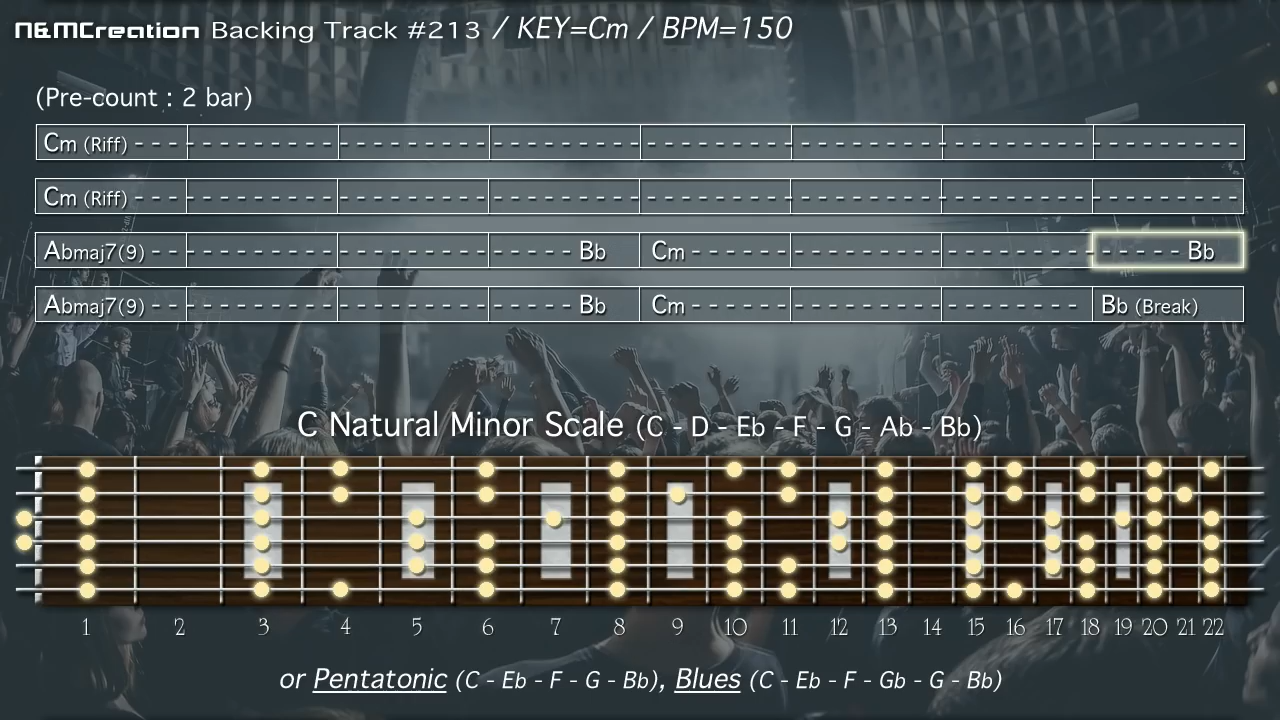 N&MCreation Backing Track #213 / KEY=Cm / BPM=150
(Pre-count : 2 bar)
Cm (Riff) - - - - - - - - - - - - - - - - - - - - - - - - - - - - - - - - - - - - - - - - - - - - - - - - - - - - - - - - - - - -
Cm (Riff) - - - - - - - - - - - - - - - - - - - - - - - - - - - - - - - - - - - - - - - - - - - - - - - - - - - - - - - - - - - -
Abmaj7(9) - - - - - - - - - - - - - - - - - - - - - - - - - Bb Cm - - - - - - - - - - - - - - - - - - - - - - - - - - - - Bb
Abmaj7(9) - - - - - - - - - - - - - - - - - - - - - - - - - Bb Cm - - - - - - - - - - - - - - - - - - - - - - Bb (Break)
C Natural Minor Scale (C - D - Eb - F - G - Ab - Bb)
1 2 3 4 5 6 7 8 9 10 11 12 13 14 15 16 17 18 19 20 21 22
or Pentatonic (C - Eb - F - G - Bb), Blues (C - Eb - F - Gb - G - Bb)